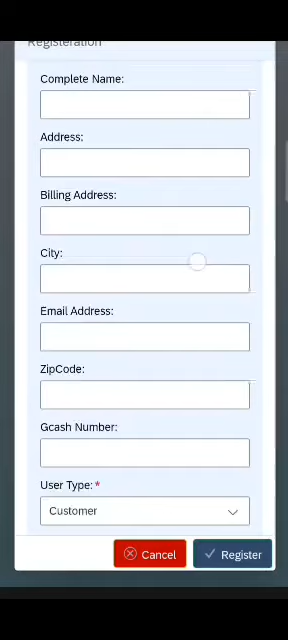 Registeration
Complete Name:
Address:
Billing Address:
City:
Email Address:
ZipCode:
Gcash Number:
User Type: *
Customer
Cancel
Register